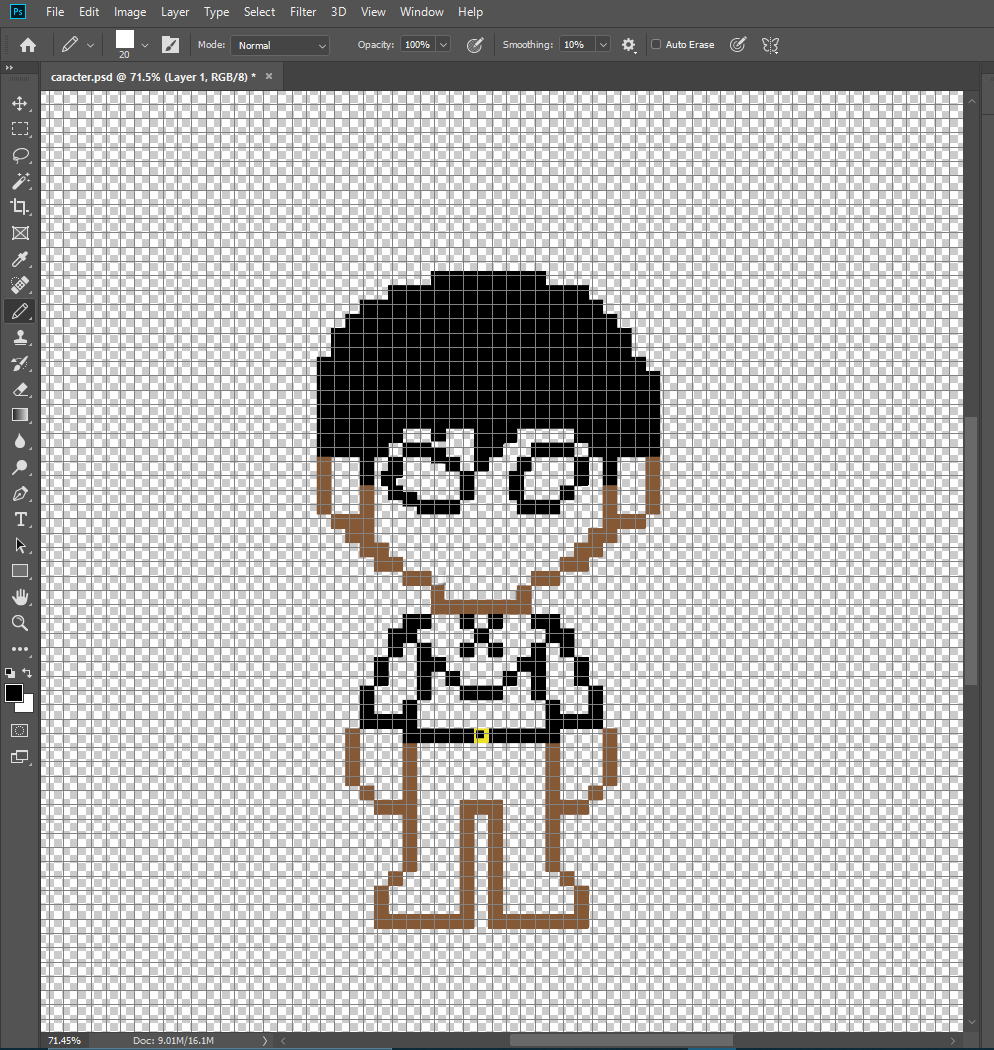 Ps File Edit Image Layer Type Select Filter 3D View Window Help
20 Mode: Normal Opacity: 100% Smoothing: 10% Auto Erase
caracter.psd @ 71.5% (Layer 1, RGB/8) * ×
T
71.45% Doc: 9.01M/16.1M